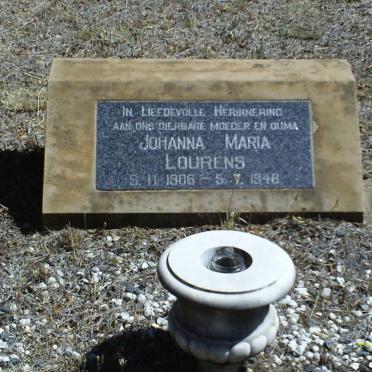 IN LIEFDEVOLLE HERINNERING
AAN ONS DIERBARE MOEDER EN OUMA
JOHANNA MARIA
LOURENS
5. 11. 1906 – 5. 7. 1948